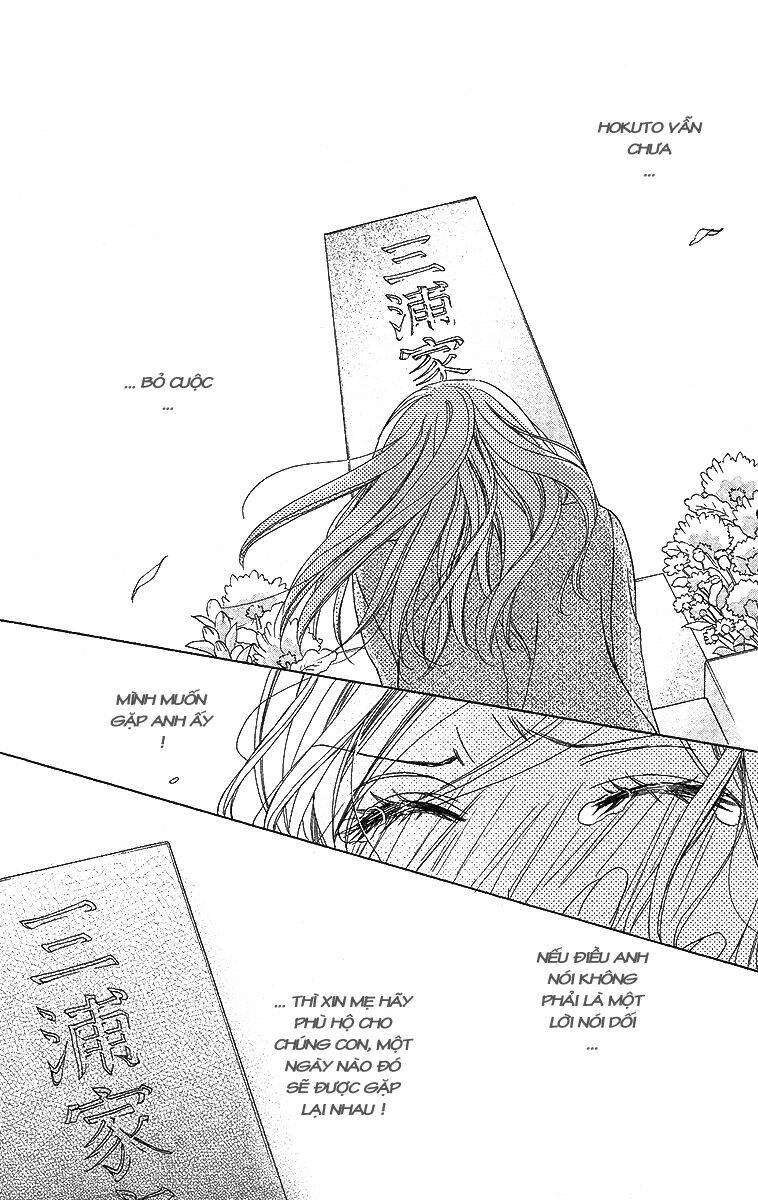 HOKUTO VẪN
CHƯA
...
三浦家
... BỎ CUỘC
...
MÌNH MUỐN
GẶP ANH ẤY
!
NẾU ĐIỀU ANH
NÓI KHÔNG
PHẢI LÀ MỘT
LỜI NÓI DỐI
...
... THÌ XIN MẸ HÃY
PHÙ HỘ CHO
CHÚNG CON, MỘT
NGÀY NÀO ĐÓ
SẼ ĐƯỢC GẶP
LẠI NHAU !
三浦家